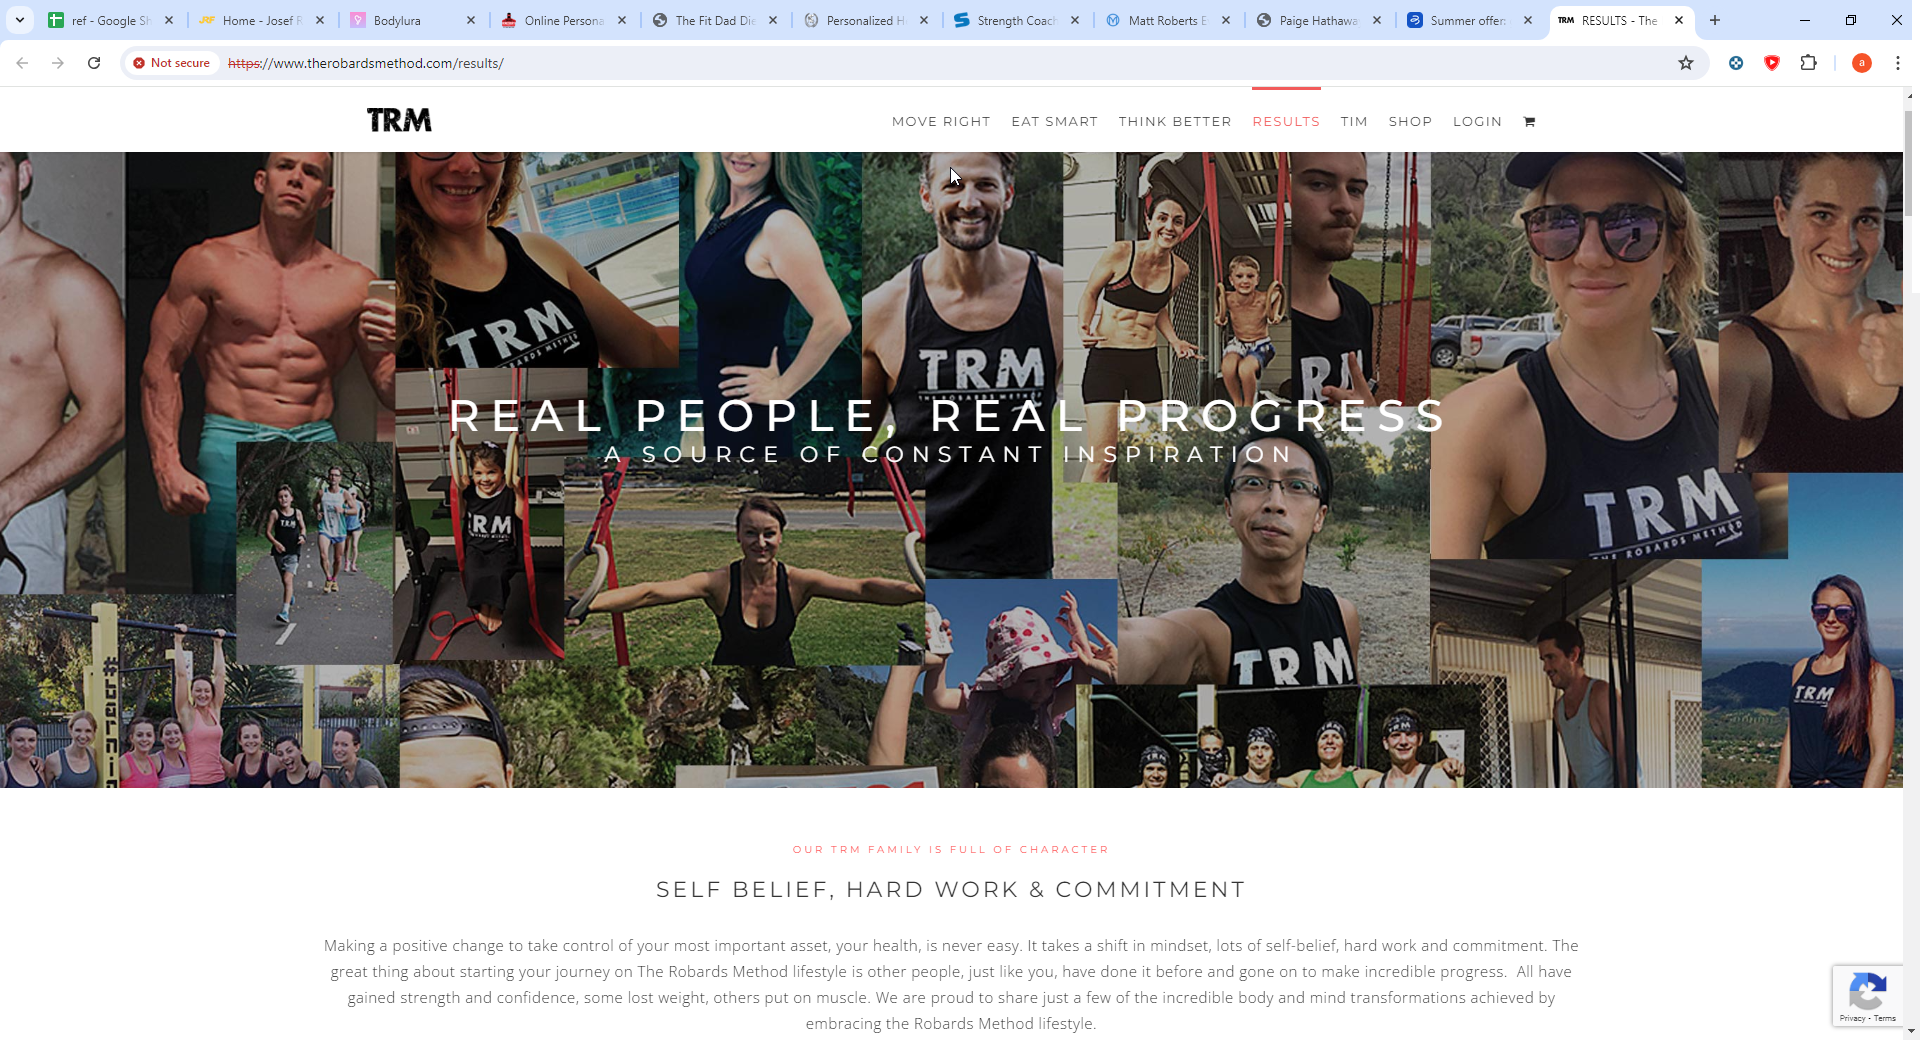 ref - Google Sh
Home - Josef R
Bodylura
Online Persona
The Fit Dad Die
Personalized H
Strength Coach
Matt Roberts E
Paige Hathawa
Summer offer:
TRM RESULTS - The
Not secure https://www.therobardsmethod.com/results/
a
TRM
MOVE RIGHT EAT SMART THINK BETTER RESULTS TIM SHOP LOGIN
TRM
THE ROBARDS METHOD
TRM
TRM
TRM
TRM
THE ROBARDS METHOD
REAL PEOPLE, REAL PROGRESS
A SOURCE OF CONSTANT INSPIRATION
TRM
TRM
TRM
OUR TRM FAMILY IS FULL OF CHARACTER
SELF BELIEF, HARD WORK & COMMITMENT
Making a positive change to take control of your most important asset, your health, is never easy. It takes a shift in mindset, lots of self-belief, hard work and commitment. The
great thing about starting your journey on The Robards Method lifestyle is other people, just like you, have done it before and gone on to make incredible progress. All have
gained strength and confidence, some lost weight, others put on muscle. We are proud to share just a few of the incredible body and mind transformations achieved by
embracing the Robards Method lifestyle.
Privacy - Terms